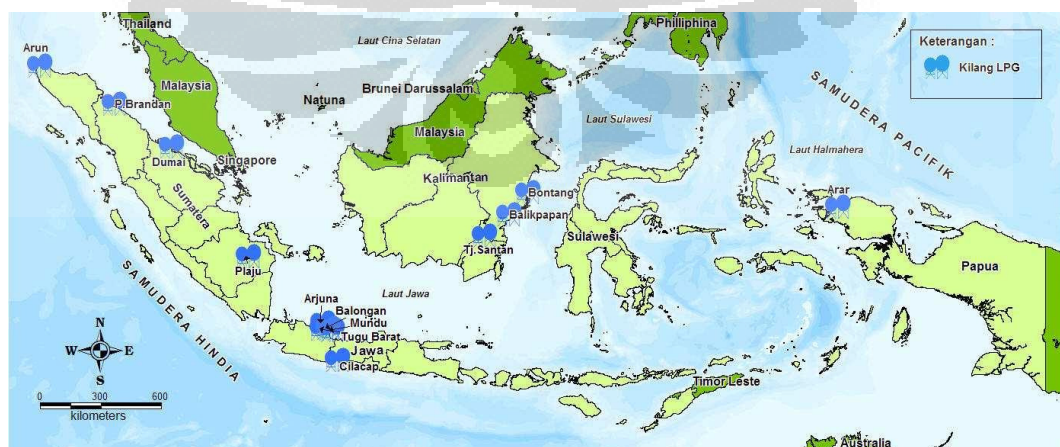 Thailand
Phillphina
Keterangan :
Kilang LPG
Laut Cina Selatan
Arun
Malaysia
SAMUDERA PACIFIK
Brunei Darussalam
Natuna
P.Brandan
Laut Sulawesi
Malaysia
Laut Halmahera
Dumai
Singapore
Kalimantan
Sumatera
Bontang
Arar
Balikpapan
Tj.Santan
Sulawesi
Plaju
Papua
SAMUDERA HINDIA
Laut Jawa
Arjuna
Balongan
Mundu
Tugu Barat
Jawa
Cilacap
N
W E
S
Timor Leste
0 300 600
kilometers
Australia